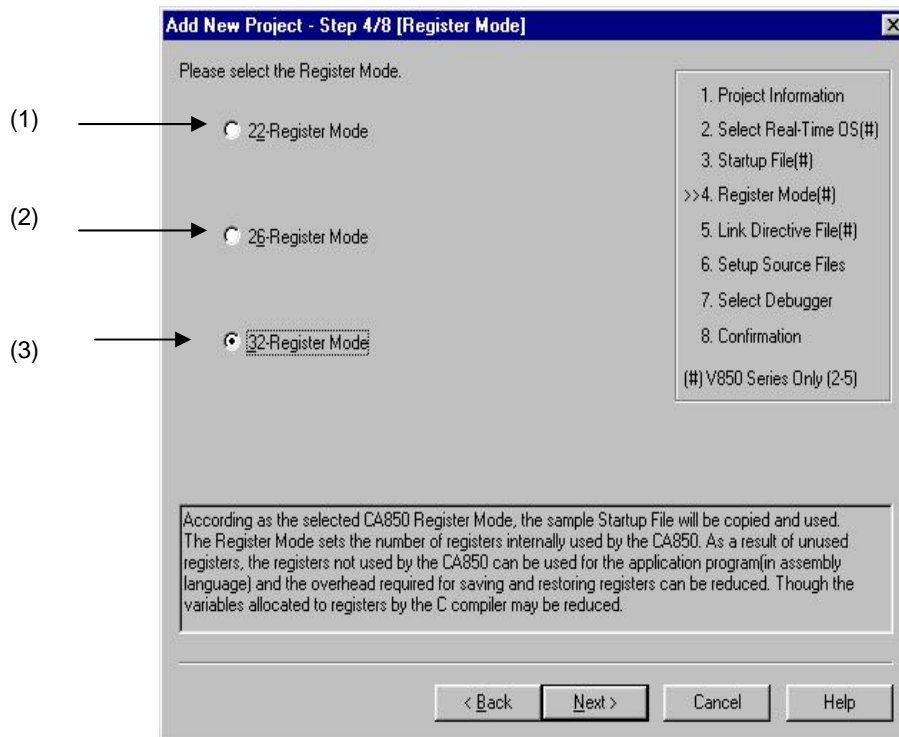 Add New Project - Step 4/8 [Register Mode]
Please select the Register Mode.
(1)
22-Register Mode
(2)
26-Register Mode
(3)
32-Register Mode
1. Project Information
2. Select Real-Time OS(#)
3. Startup File(#)
>>4. Register Mode(#)
5. Link Directive File(#)
6. Setup Source Files
7. Select Debugger
8. Confirmation
(#) V850 Series Only (2-5)
According as the selected CA850 Register Mode, the sample Startup File will be copied and used.
The Register Mode sets the number of registers internally used by the CA850. As a result of unused
registers, the registers not used by the CA850 can be used for the application program(in assembly
language) and the overhead required for saving and restoring registers can be reduced. Though the
variables allocated to registers by the C compiler may be reduced.
< Back
Next >
Cancel
Help